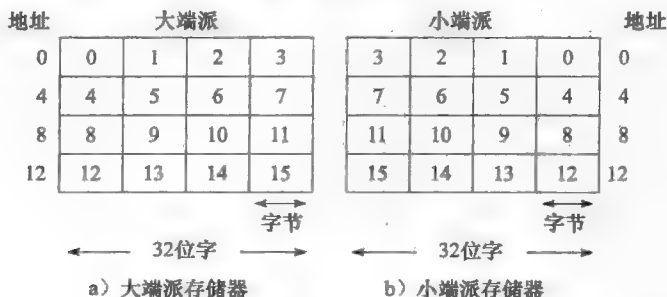 地址 大端派 小端派 地址
0 0 1 2 3 3 2 1 0 0
4 4 5 6 7 7 6 5 4 4
8 8 9 10 11 11 10 9 8 8
12 12 13 14 15 15 14 13 12 12
字节 字节
32位字 32位字
a）大端派存储器 b）小端派存储器